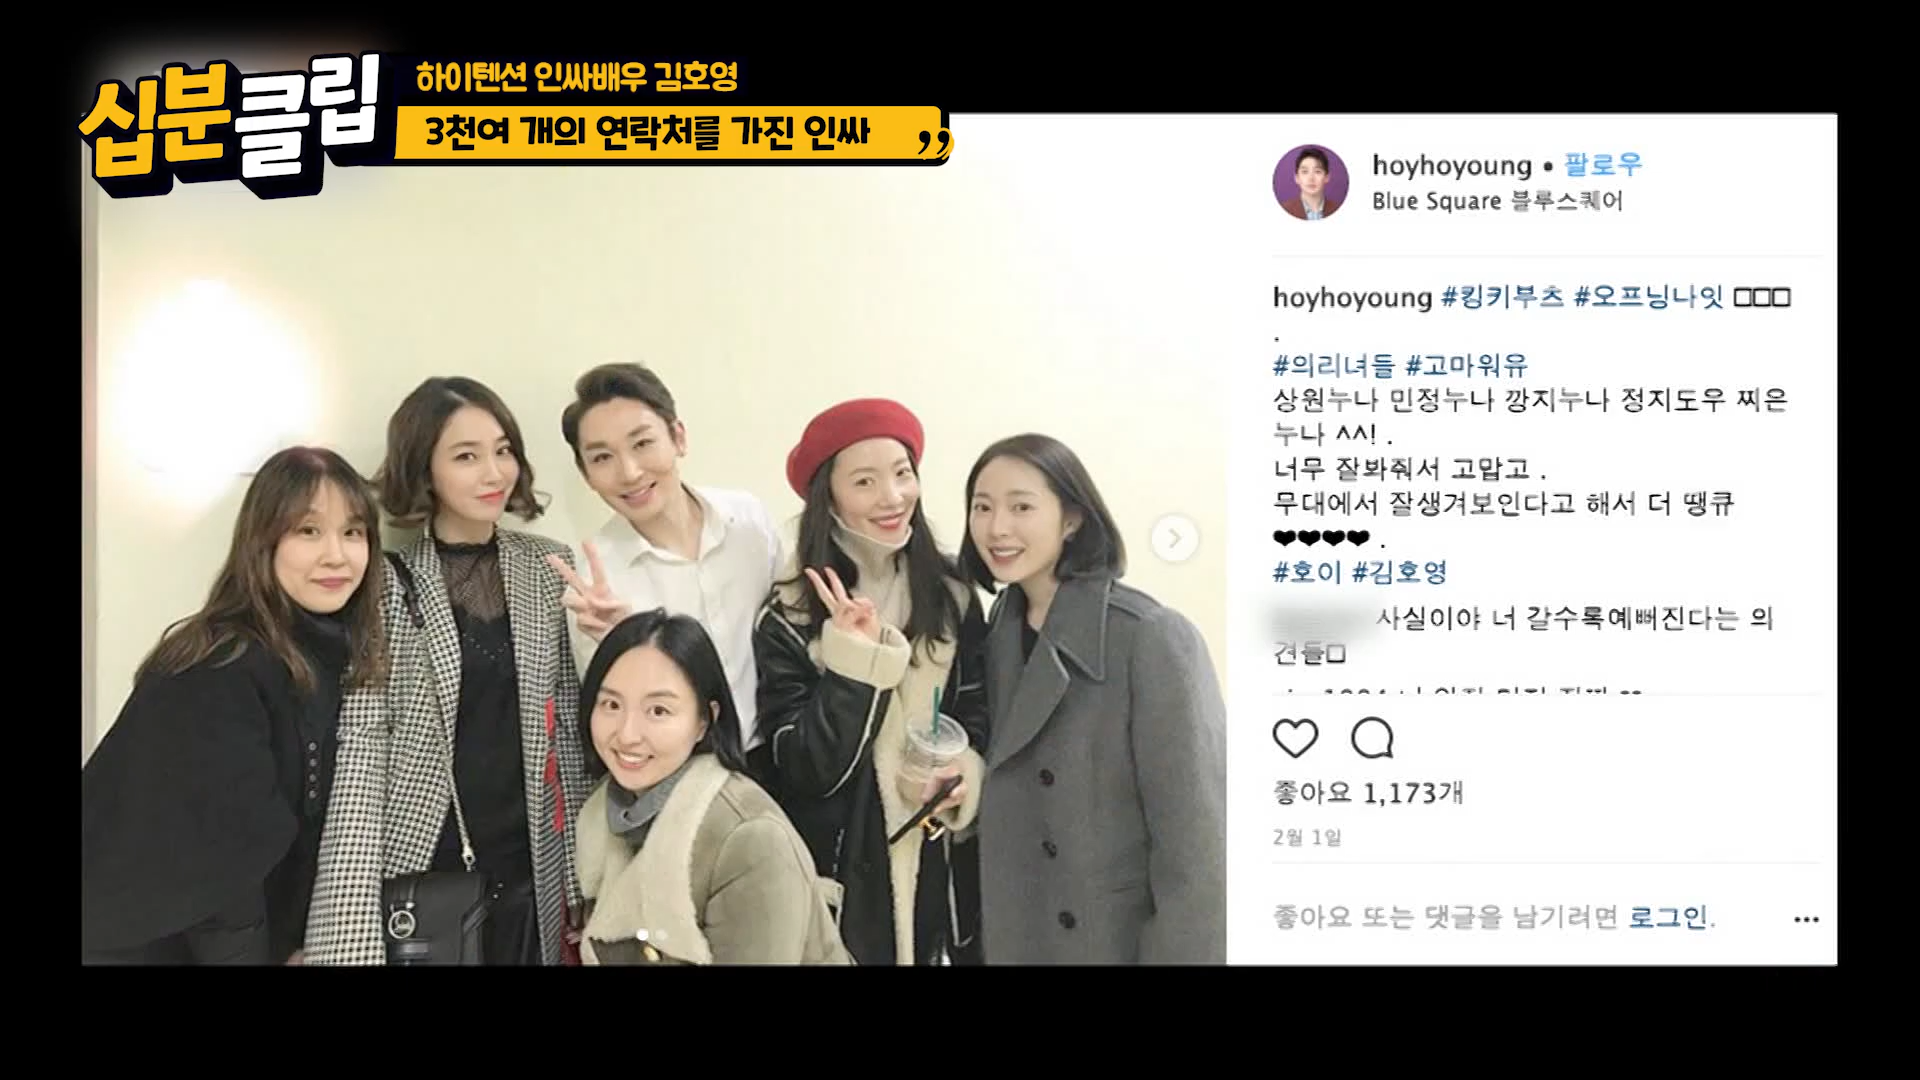 십분클립
하이텐션 인싸배우 김호영
3천여 개의 연락처를 가진 인싸 ”
hoyhoyoung • 팔로우
Blue Square 블루스퀘어
hoyhoyoung #킹키부츠 #오프닝나잇 □□□
.
#의리녀들 #고마워유
상원누나 민정누나 깡지누나 정지도우 찌은
누나 ^^! .
너무 잘봐줘서 고맙고 .
무대에서 잘생겨보인다고 해서 더 땡큐
❤❤❤❤ .
#호이 #김호영
사실이야 너 갈수록예뻐진다는 의
견들□
좋아요 1,173개
2월 1일
좋아요 또는 댓글을 남기려면 로그인.